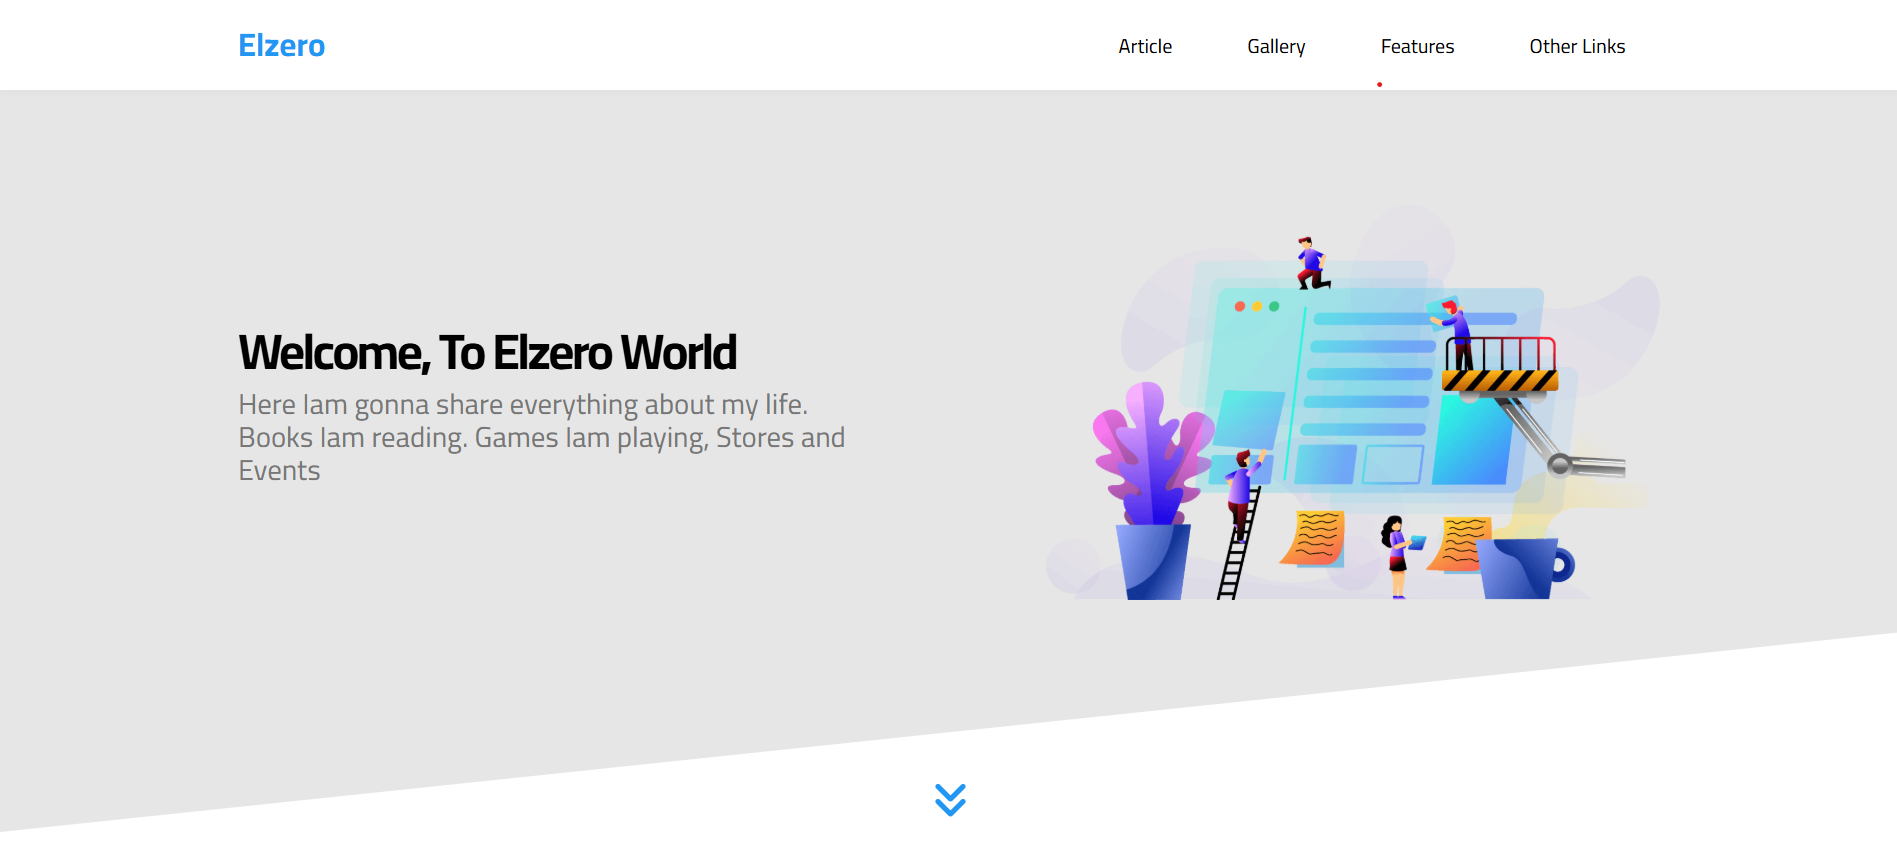 Elzero
Article
Gallery
Features
Other Links
Welcome, To Elzero World
Here Iam gonna share everything about my life.
Books Iam reading. Games Iam playing, Stores and
Events